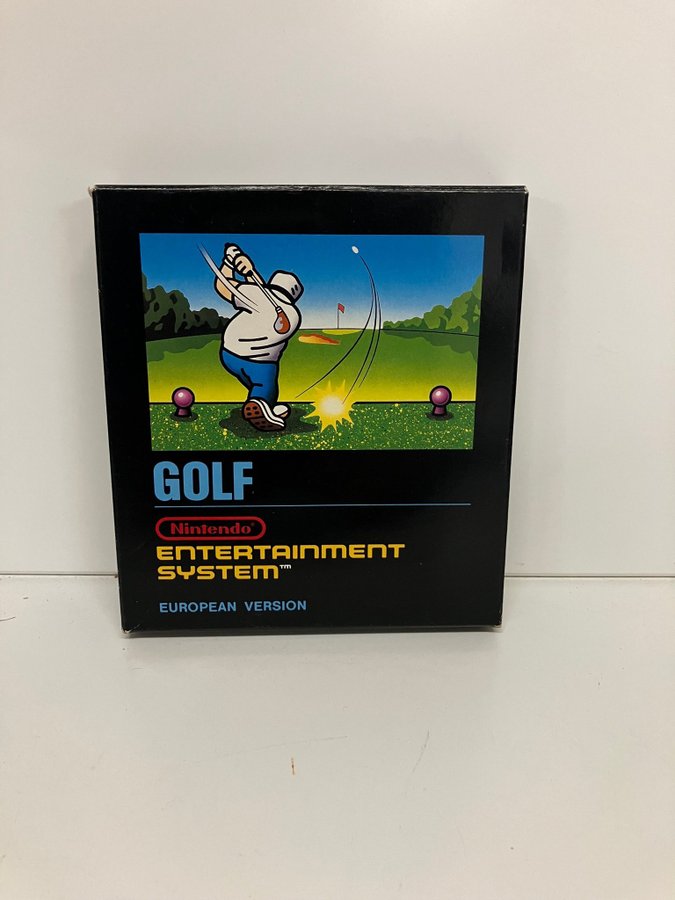 GOLF
Nintendo®
ENTERTAINMENT
SYSTEM™
EUROPEAN VERSION